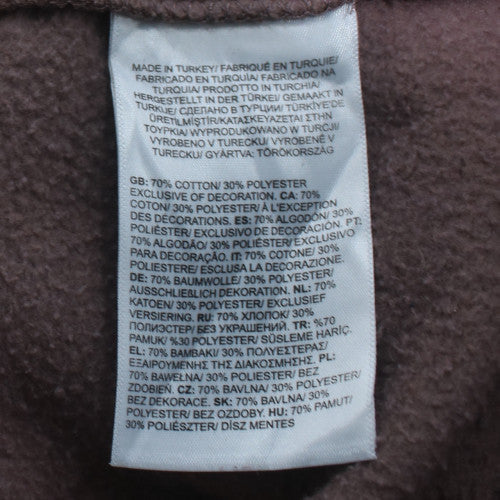 MADE IN TURKEY/ FABRIQUÉ EN TURQUIE/
FABRICADO EN TURQUÍA/ FABRICADO NA
TURQUIA/PRODOTTO IN TURCHIA/
HERGESTELLT IN DER TÜRKEI/ GEMAAKT IN
TURKIJE/ СДЕЛАНО В ТУРЦИИ/ TÜRKİYE'DE
ÜRETİLMİŞTİR/ΚΑΤΑΣΚΕΥΑΖΕΤΑΙ ΣΤΗΝ
ΤΟΥΡΚΙΑ/ WYPRODUKOWANO W TURCJI/
VYROBENO V TURECKU/ VYROBENÉ V
TURECKU/ GYÁRTVA: TÖRÖKORSZÁG
GB: 70% COTTON/ 30% POLYESTER
EXCLUSIVE OF DECORATION. CA: 70%
COTON/ 30% POLYESTER/ À L'EXCEPTION
DES DÉCORATIONS. ES: 70% ALGODÓN/ 30%
POLIÉSTER/ EXCLUSIVO DE DECORACIÓN. PT:
70% ALGODÃO/ 30% POLIÉSTER/ EXCLUSIVO
PARA DECORAÇÃO. IT: 70% COTONE/ 30%
POLIESTERE/ ESCLUSA LA DECORAZIONE.
DE: 70% BAUMWOLLE/ 30% POLYESTER/
AUSSCHLIEßLICH DEKORATION. NL: 70%
KATOEN/ 30% POLYESTER/ EXCLUSIEF
VERSIERING. RU: 70% ХЛОПОК/ 30%
ПОЛИЭСТЕР/ БЕЗ УКРАШЕНИЙ. TR: %70
PAMUK/ %30 POLYESTER/ SÜSLEME HARİÇ.
EL: 70% ΒΑΜΒΑΚΙ/ 30% ΠΟΛΥΕΣΤΕΡΑΣ/
ΕΞΑΙΡΟΥΜΕΝΗΣ ΤΗΣ ΔΙΑΚΟΣΜΗΣΗΣ. PL:
70% BAWEŁNA/ 30% POLIESTER/ BEZ
ZDOBIEŃ. CZ: 70% BAVLNA/ 30% POLYESTER/
BEZ DEKORACE. SK: 70% BAVLNA/ 30%
POLYESTER/ BEZ OZDOBY. HU: 70% PAMUT/
30% POLIÉSZTER/ DÍSZ MENTES